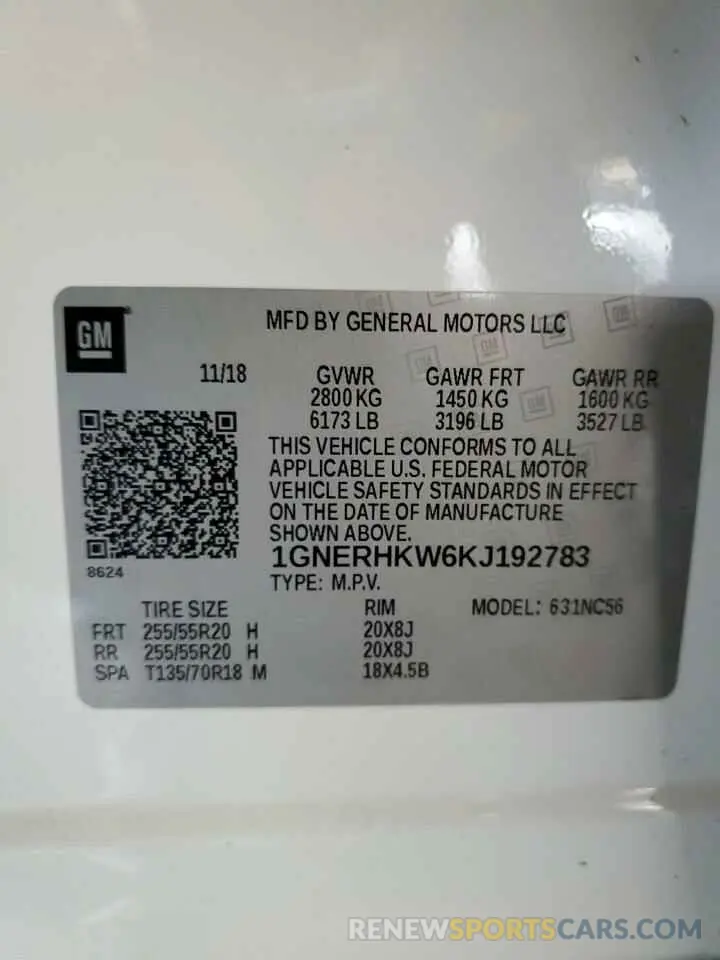 GM
MFD BY GENERAL MOTORS LLC
11/18 GVWR GAWR FRT GAWR RR
2800 KG 1450 KG 1600 KG
6173 LB 3196 LB 3527 LB
THIS VEHICLE CONFORMS TO ALL
APPLICABLE U.S. FEDERAL MOTOR
VEHICLE SAFETY STANDARDS IN EFFECT
ON THE DATE OF MANUFACTURE
SHOWN ABOVE.
1GNERHKW6KJ192783
8624
TYPE: M.P.V.
TIRE SIZE RIM MODEL: 631NC56
FRT 255/55R20 H 20X8J
RR 255/55R20 H 20X8J
SPA T135/70R18 M 18X4.5B
RENEWSPORTSCARS.COM